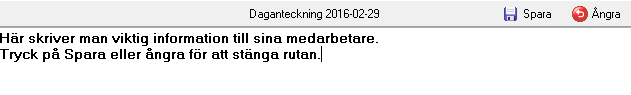 Daganteckning 2016-02-29 Spara Ångra
Här skriver man viktig information till sina medarbetare.
Tryck på Spara eller ångra för att stänga rutan.